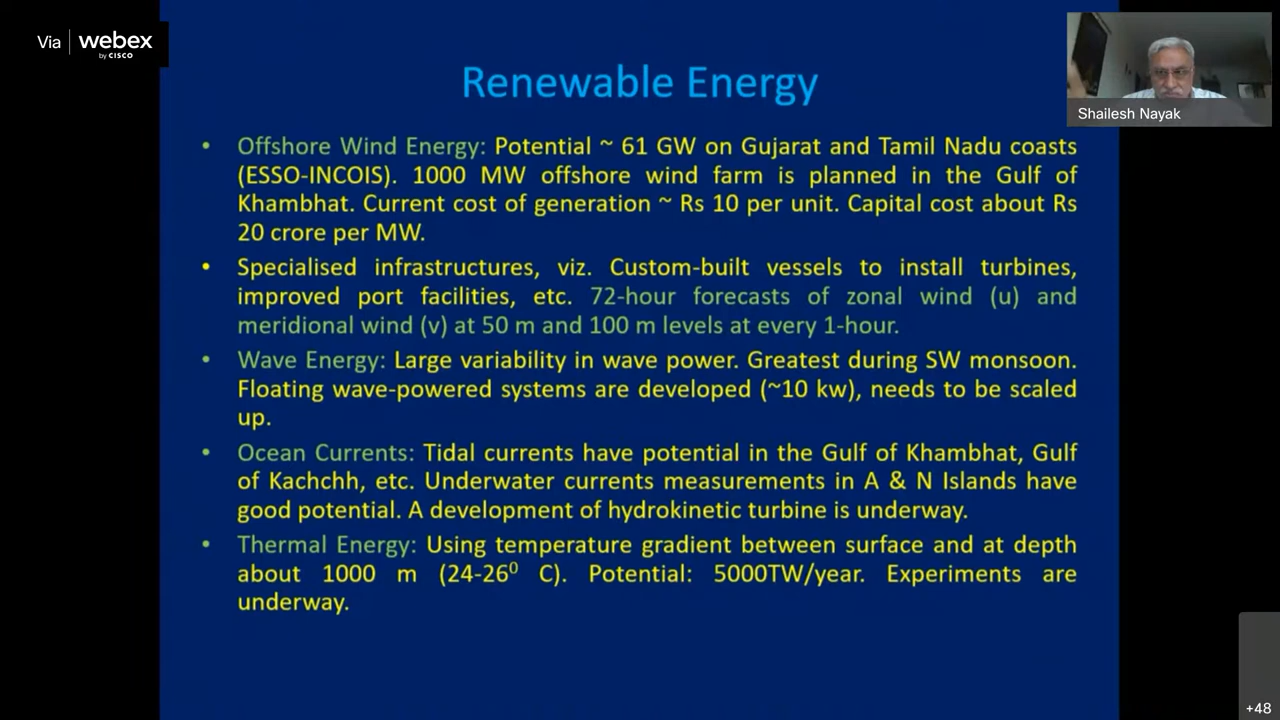 Via webex
by CISCO
Shailesh Nayak
Renewable Energy
• Offshore Wind Energy: Potential ~ 61 GW on Gujarat and Tamil Nadu coasts
(ESSO-INCOIS). 1000 MW offshore wind farm is planned in the Gulf of
Khambhat. Current cost of generation ~ Rs 10 per unit. Capital cost about Rs
20 crore per MW.
• Specialised infrastructures, viz. Custom-built vessels to install turbines,
improved port facilities, etc. 72-hour forecasts of zonal wind (u) and
meridional wind (v) at 50 m and 100 m levels at every 1-hour.
• Wave Energy: Large variability in wave power. Greatest during SW monsoon.
Floating wave-powered systems are developed (~10 kw), needs to be scaled
up.
• Ocean Currents: Tidal currents have potential in the Gulf of Khambhat, Gulf
of Kachchh, etc. Underwater currents measurements in A & N Islands have
good potential. A development of hydrokinetic turbine is underway.
• Thermal Energy: Using temperature gradient between surface and at depth
about 1000 m (24-26⁰ C). Potential: 5000TW/year. Experiments are
underway.
+48